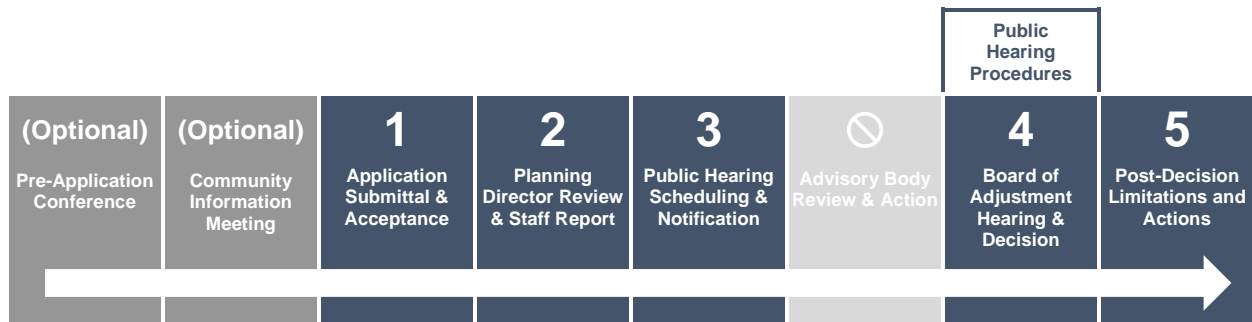 Public
Hearing
Procedures
(Optional)
Pre-Application
Conference
(Optional)
Community
Information
Meeting
1
Application
Submittal &
Acceptance
2
Planning
Director Review
& Staff Report
3
Public Hearing
Scheduling &
Notification
Advisory Body
Review & Action
4
Board of
Adjustment
Hearing &
Decision
5
Post-Decision
Limitations and
Actions